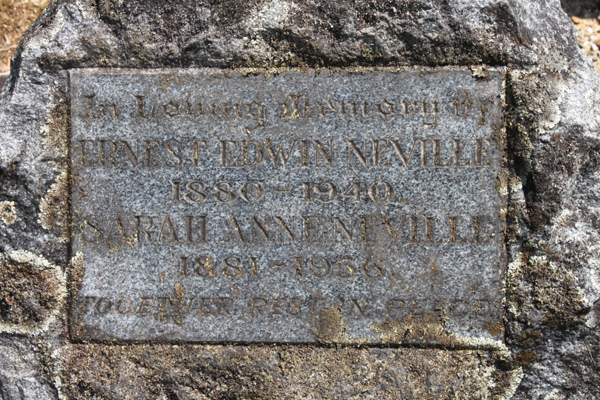 In Loving Memory of
ERNEST EDWIN NEVILLE
1880-1940.
SARAH ANNE NEVILLE
1881-1956.
TOGETHER REST IN PEACE